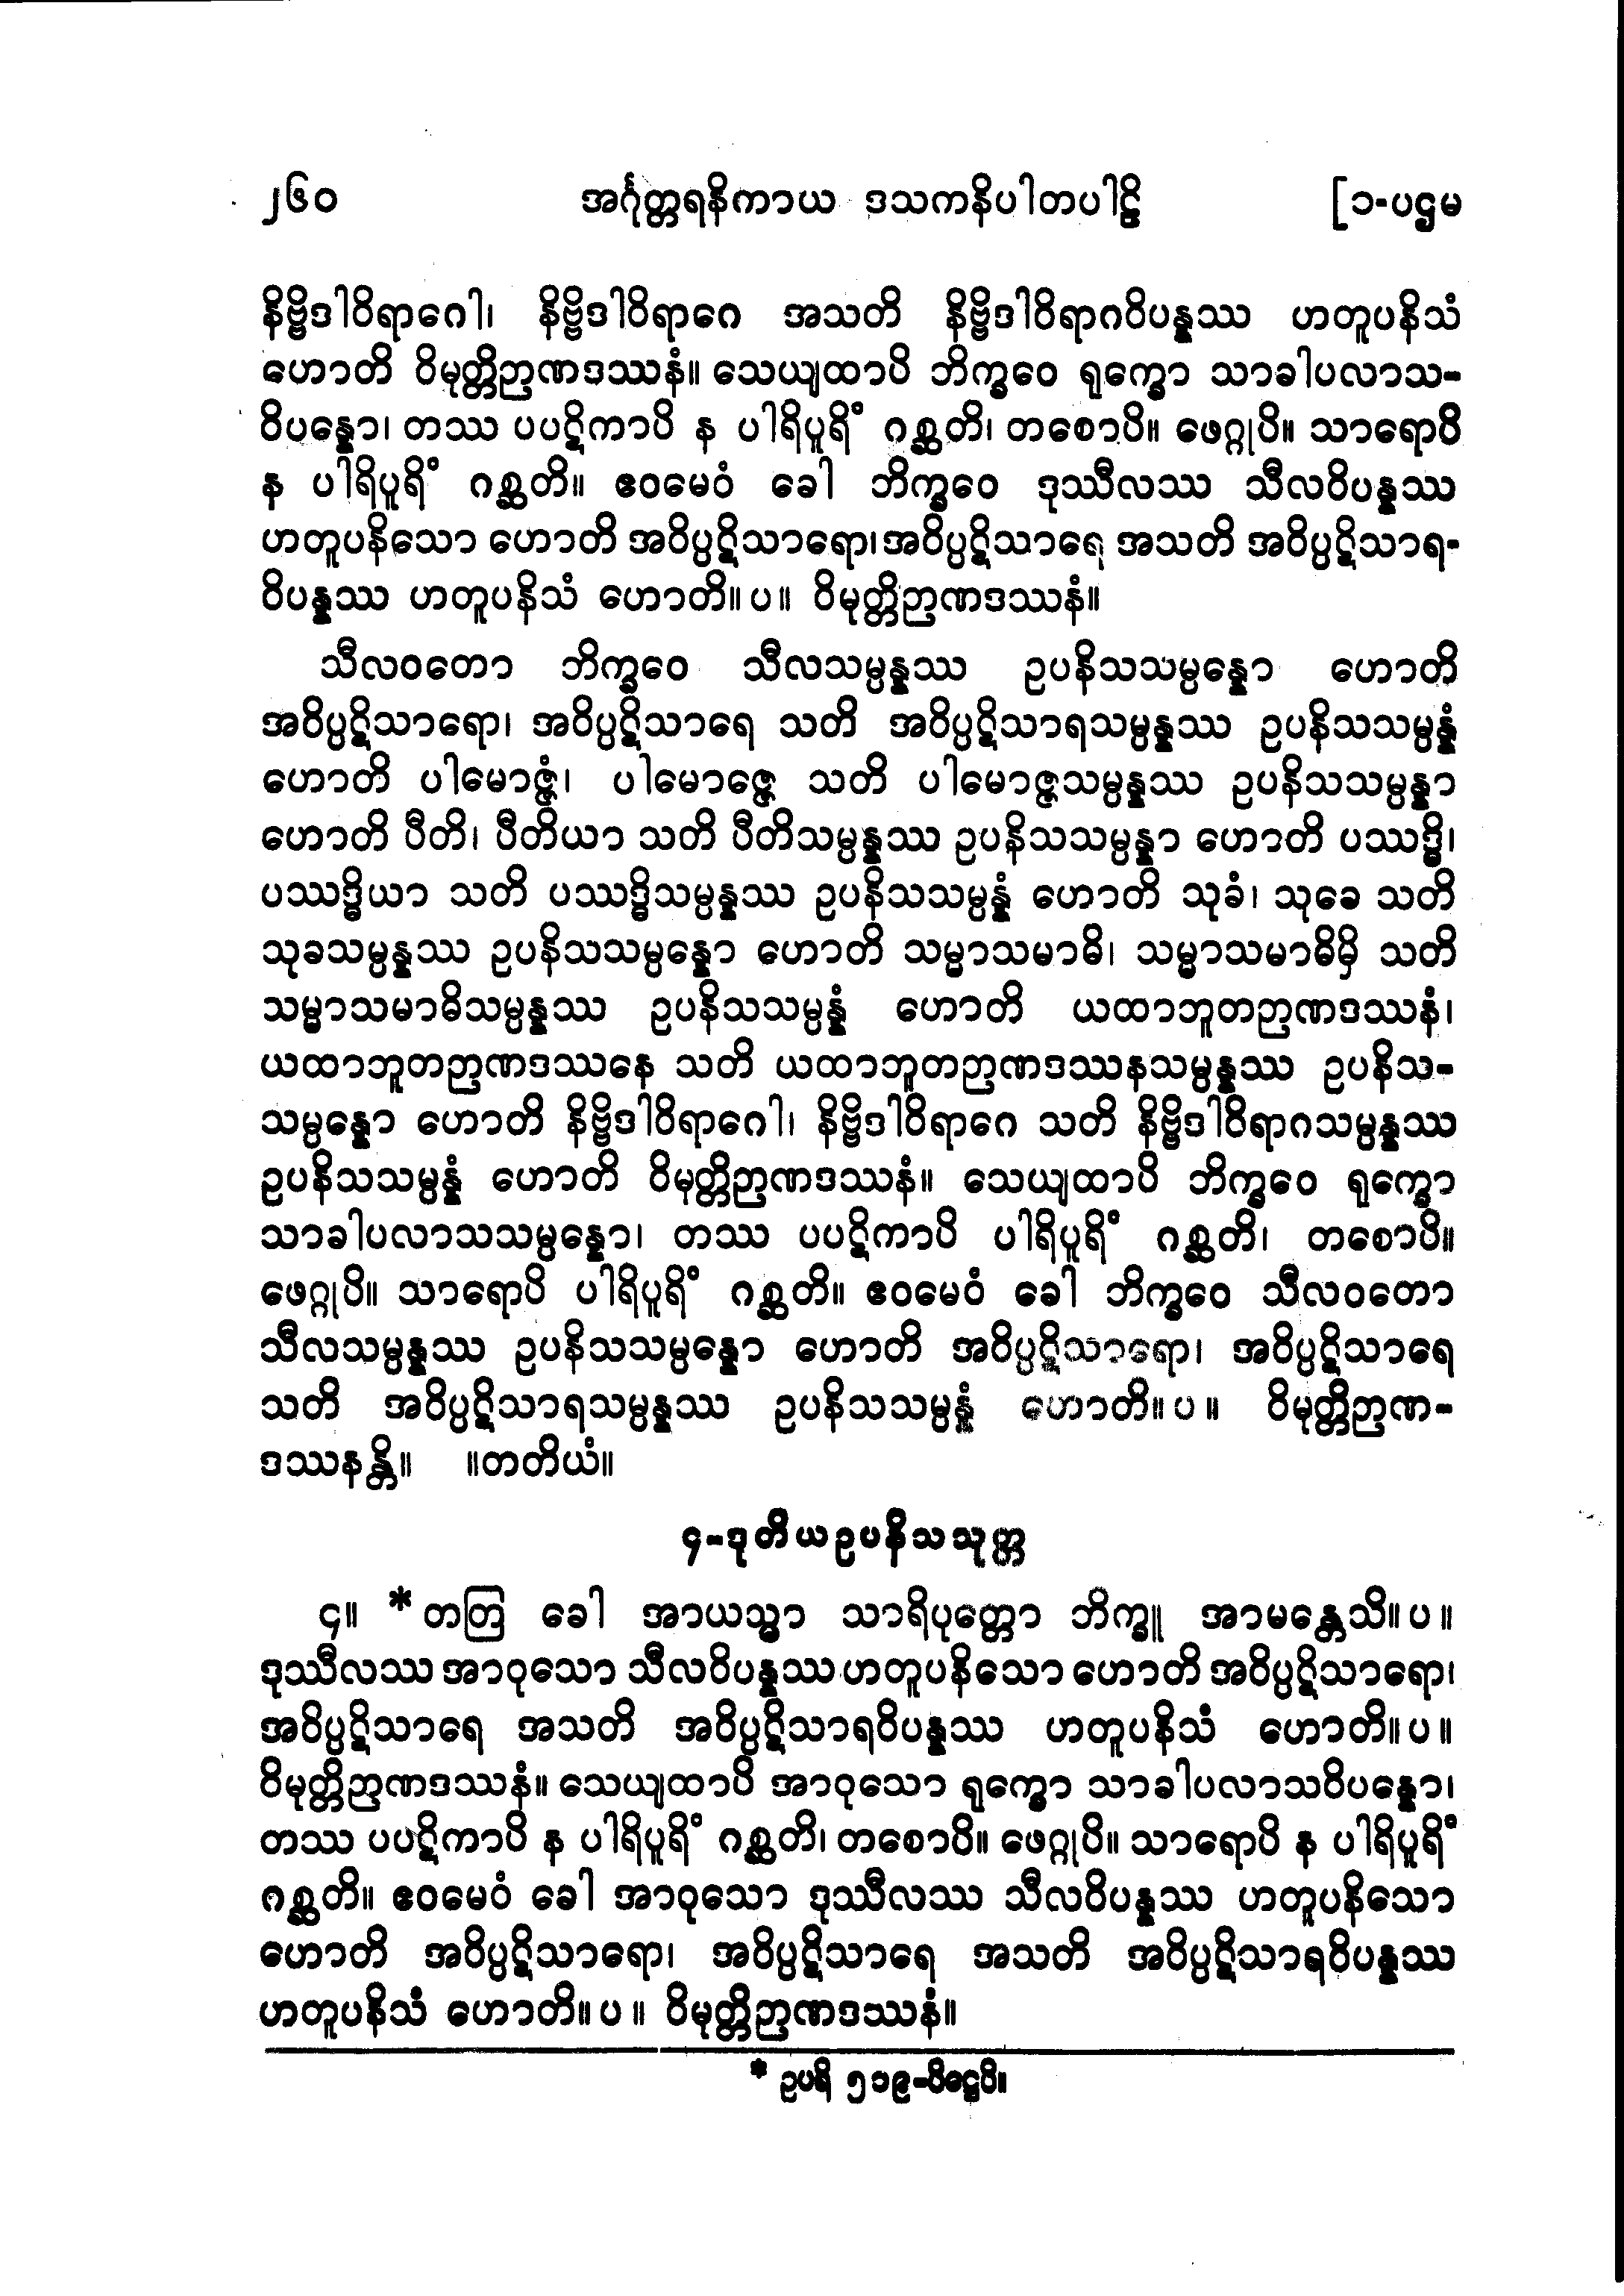 ၂၆၀ အင်္ဂုတ္တရနိကာယ ဒသကနိပါတပါဠိ [၁-ပဌမ
နိဗ္ဗိဒါဝိရာဂေါ၊ နိဗ္ဗိဒါဝိရာဂေ အသတိ နိဗ္ဗိဒါဝိရာဂဝိပန္နဿ ဟတူပနိသံ
ဟောတိ ဝိမုတ္တိဉာဏဒဿနံ။ သေယျထာပိ ဘိက္ခဝေ ရုက္ခော သာခါပလာသ-
ဝိပန္နော၊ တဿ ပပဋိကာပိ န ပါရိပူရိံ ဂစ္ဆတိ၊ တစောပိ။ ဖေဂ္ဂုပိ။ သာရောပိ
န ပါရိပူရိံ ဂစ္ဆတိ။ ဧဝမေဝံ ခေါ ဘိက္ခဝေ ဒုဿီလဿ သီလဝိပန္နဿ
ဟတူပနိသော ဟောတိ အဝိပ္ပဋိသာရော၊ အဝိပ္ပဋိသာရေ အသတိ အဝိပ္ပဋိသာရ-
ဝိပန္နဿ ဟတူပနိသံ ဟောတိ။ပ။ ဝိမုတ္တိဉာဏဒဿနံ။
သီလဝတော ဘိက္ခဝေ သီလသမ္ပန္နဿ ဥပနိသသမ္ပန္နော ဟောတိ
အဝိပ္ပဋိသာရော၊ အဝိပ္ပဋိသာရေ သတိ အဝိပ္ပဋိသာရသမ္ပန္နဿ ဥပနိသသမ္ပန္နံ
ဟောတိ ပါမောဇ္ဇံ၊ ပါမောဇ္ဇေ သတိ ပါမောဇ္ဇသမ္ပန္နဿ ဥပနိသသမ္ပန္နာ
ဟောတိ ပီတိ၊ ပီတိယာ သတိ ပီတိသမ္ပန္နဿ ဥပနိသသမ္ပန္နာ ဟောတိ ပဿဒ္ဓိ၊
ပဿဒ္ဓိယာ သတိ ပဿဒ္ဓိသမ္ပန္နဿ ဥပနိသသမ္ပန္နံ ဟောတိ သုခံ၊ သုခေ သတိ
သုခသမ္ပန္နဿ ဥပနိသသမ္ပန္နော ဟောတိ သမ္မာသမာဓိ၊ သမ္မာသမာဓိမှိ သတိ
သမ္မာသမာဓိသမ္ပန္နဿ ဥပနိသသမ္ပန္နံ ဟောတိ ယထာဘူတဉာဏဒဿနံ၊
ယထာဘူတဉာဏဒဿနေ သတိ ယထာဘူတဉာဏဒဿနသမ္ပန္နဿ ဥပနိသ-
သမ္ပန္နော ဟောတိ နိဗ္ဗိဒါဝိရာဂေါ၊ နိဗ္ဗိဒါဝိရာဂေ သတိ နိဗ္ဗိဒါဝိရာဂသမ္ပန္နဿ
ဥပနိသသမ္ပန္နံ ဟောတိ ဝိမုတ္တိဉာဏဒဿနံ။ သေယျထာပိ ဘိက္ခဝေ ရုက္ခော
သာခါပလာသသမ္ပန္နော၊ တဿ ပပဋိကာပိ ပါရိပူရိံ ဂစ္ဆတိ၊ တစောပိ။
ဖေဂ္ဂုပိ။ သာရောပိ ပါရိပူရိံ ဂစ္ဆတိ။ ဧဝမေဝံ ခေါ ဘိက္ခဝေ သီလဝတော
သီလသမ္ပန္နဿ ဥပနိသသမ္ပန္နော ဟောတိ အဝိပ္ပဋိသာရော၊ အဝိပ္ပဋိသာရေ
သတိ အဝိပ္ပဋိသာရသမ္ပန္နဿ ဥပနိသသမ္ပန္နံ ဟောတိ။ပ။ ဝိမုတ္တိဉာဏ-
ဒဿနန္တိ။ ။တတိယံ။
၄-ဒုတိယဥပနိသသုတ္တ
၄။ *တတြ ခေါ အာယသ္မာ သာရိပုတ္တော ဘိက္ခူ အာမန္တေသိ။ပ။
ဒုဿီလဿ အာဝုသော သီလဝိပန္နဿ ဟတူပနိသော ဟောတိ အဝိပ္ပဋိသာရော၊
အဝိပ္ပဋိသာရေ အသတိ အဝိပ္ပဋိသာရဝိပန္နဿ ဟတူပနိသံ ဟောတိ။ပ။
ဝိမုတ္တိဉာဏဒဿနံ။ သေယျထာပိ အာဝုသော ရုက္ခော သာခါပလာသဝိပန္နော၊
တဿ ပပဋိကာပိ န ပါရိပူရိံ ဂစ္ဆတိ၊ တစောပိ။ ဖေဂ္ဂုပိ။ သာရောပိ န ပါရိပူရိံ
ဂစ္ဆတိ။ ဧဝမေဝံ ခေါ အာဝုသော ဒုဿီလဿ သီလဝိပန္နဿ ဟတူပနိသော
ဟောတိ အဝိပ္ပဋိသာရော၊ အဝိပ္ပဋိသာရေ အသတိ အဝိပ္ပဋိသာရဝိပန္နဿ
ဟတူပနိသံ ဟောတိ။ပ။ ဝိမုတ္တိဉာဏဒဿနံ။
* ဥပရိ ၅၁၉-ပိဋ္ဌေပိ။